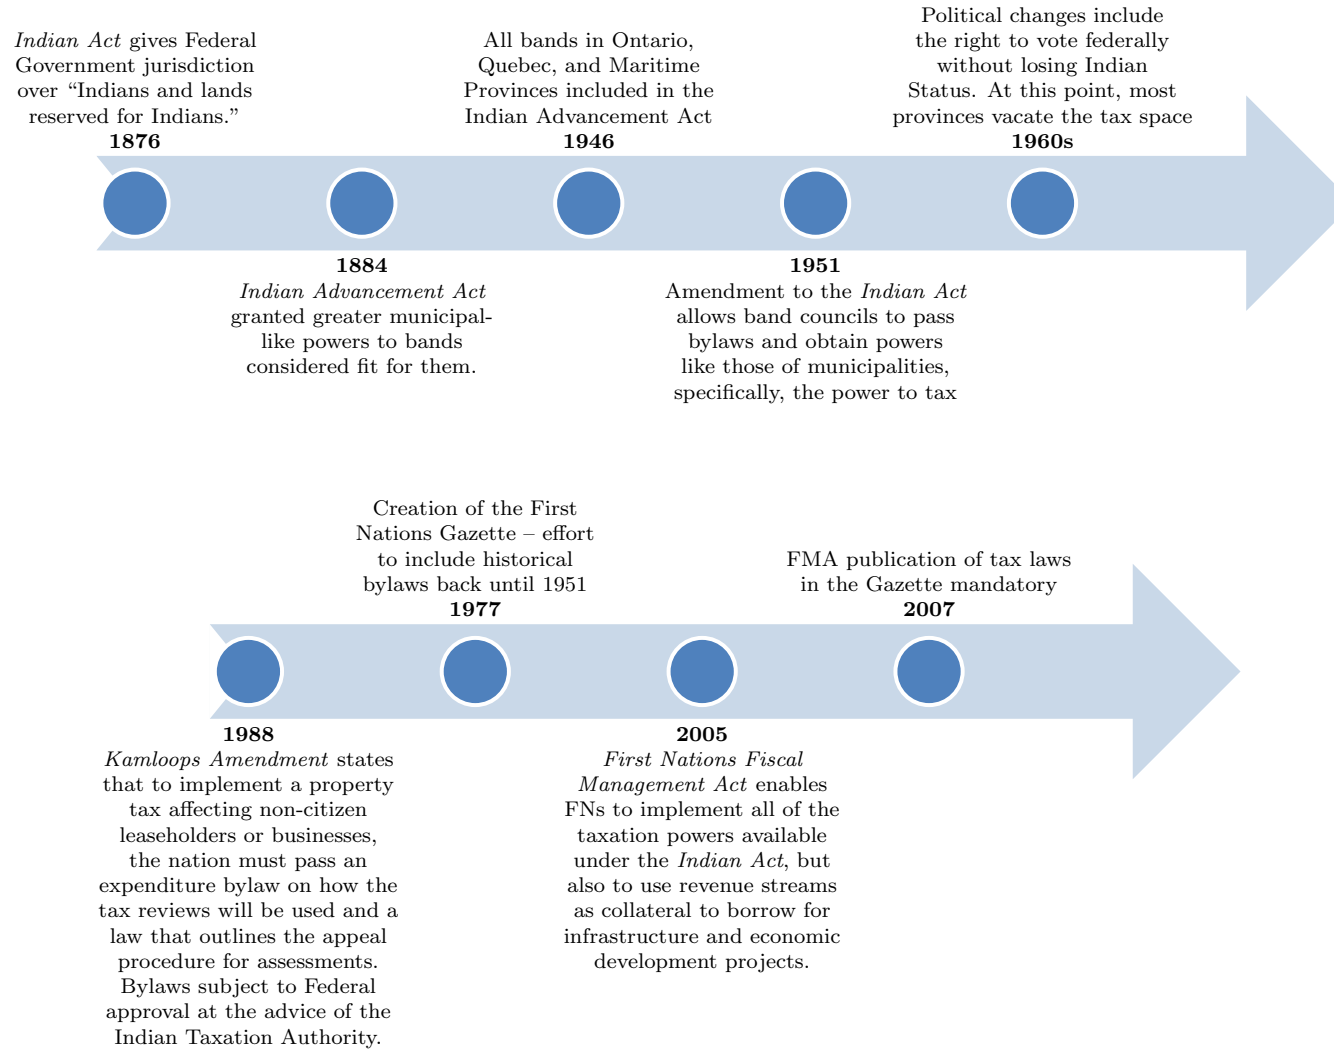 Indian Act gives Federal
Government jurisdiction
over “Indians and lands
reserved for Indians.”
1876
1884
Indian Advancement Act
granted greater municipal-
like powers to bands
considered fit for them.
All bands in Ontario,
Quebec, and Maritime
Provinces included in the
Indian Advancement Act
1946
1951
Amendment to the Indian Act
allows band councils to pass
bylaws and obtain powers
like those of municipalities,
specifically, the power to tax
Political changes include
the right to vote federally
without losing Indian
Status. At this point, most
provinces vacate the tax space
1960s
1988
Kamloops Amendment states
that to implement a property
tax affecting non-citizen
leaseholders or businesses,
the nation must pass an
expenditure bylaw on how the
tax reviews will be used and a
law that outlines the appeal
procedure for assessments.
Bylaws subject to Federal
approval at the advice of the
Indian Taxation Authority.
Creation of the First
Nations Gazette – effort
to include historical
bylaws back until 1951
1977
2005
First Nations Fiscal
Management Act enables
FNs to implement all of the
taxation powers available
under the Indian Act, but
also to use revenue streams
as collateral to borrow for
infrastructure and economic
development projects.
FMA publication of tax laws
in the Gazette mandatory
2007